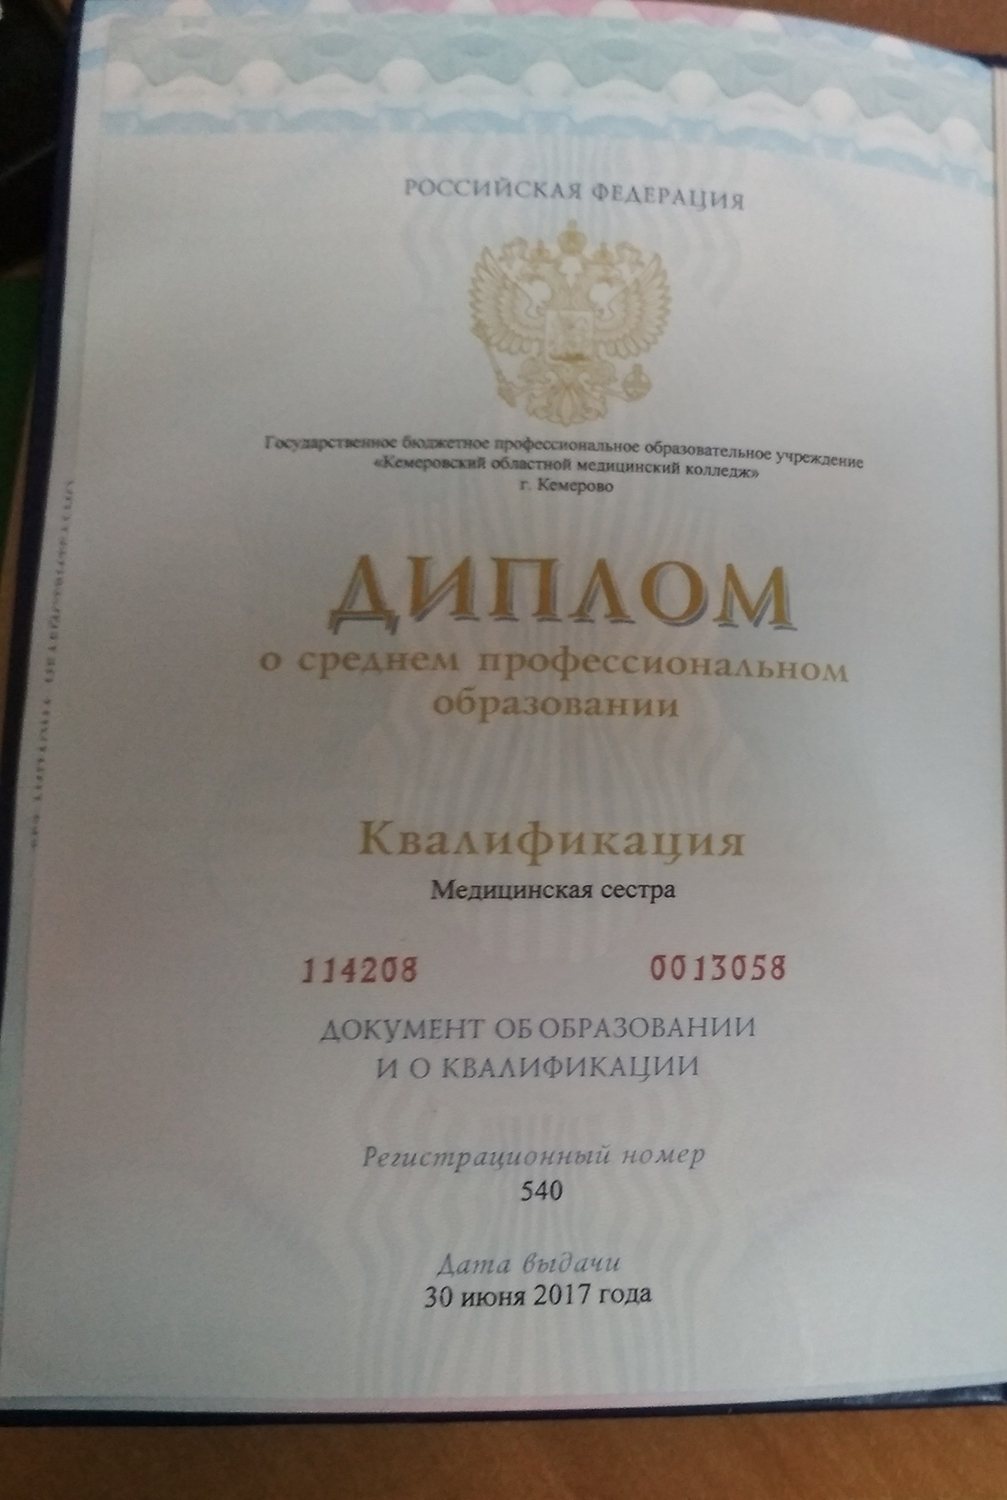 РОССИЙСКАЯ ФЕДЕРАЦИЯ
Государственное бюджетное профессиональное образовательное учреждение
«Кемеровский областной медицинский колледж»
г. Кемерово
ДИПЛОМ
о среднем профессиональном
образовании
Квалификация
Медицинская сестра
114208 0013058
ДОКУМЕНТ ОБ ОБРАЗОВАНИИ
И О КВАЛИФИКАЦИИ
Регистрационный номер
540
Дата выдачи
30 июня 2017 года